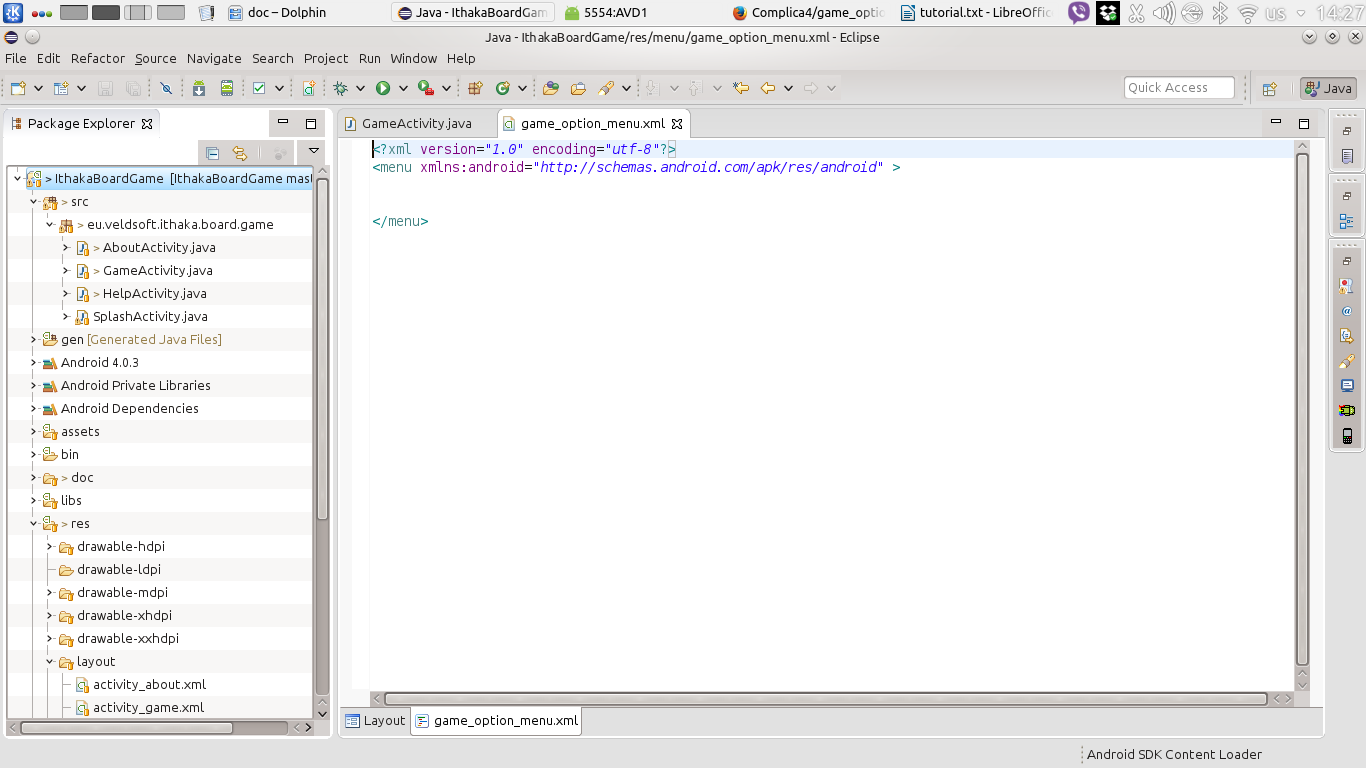 doc – Dolphin
Java - IthakaBoardGam
5554:AVD1
Complica4/game_optio
tutorial.txt - LibreOffic
us
14:27
Java - IthakaBoardGame/res/menu/game_option_menu.xml - Eclipse
File Edit Refactor Source Navigate Search Project Run Window Help
Quick Access
Java
Package Explorer
GameActivity.java
game_option_menu.xml
> IthakaBoardGame [IthakaBoardGame mast
> src
> eu.veldsoft.ithaka.board.game
> AboutActivity.java
> GameActivity.java
> HelpActivity.java
SplashActivity.java
gen [Generated Java Files]
Android 4.0.3
Android Private Libraries
Android Dependencies
assets
bin
> doc
libs
> res
drawable-hdpi
drawable-ldpi
drawable-mdpi
drawable-xhdpi
drawable-xxhdpi
layout
activity_about.xml
activity_game.xml
<?xml version="1.0" encoding="utf-8"?>
<menu xmlns:android="http://schemas.android.com/apk/res/android" >
</menu>
Layout
game_option_menu.xml
Android SDK Content Loader